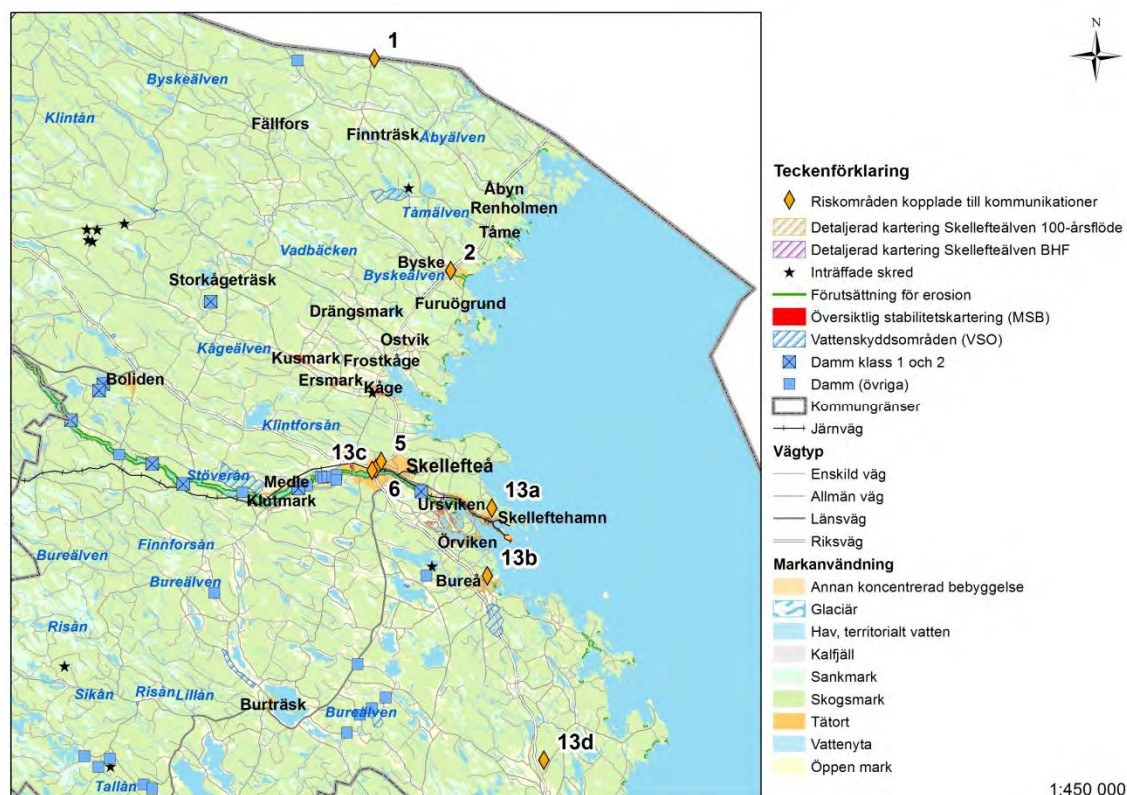 1
N
Byskeälven
Klintån
Fällfors
Finnträsk
Åbyälven
Åbyn
Renholmen
Tåmälven
Tåme
Vadbäcken
2
Byske
Byskeälven
Storkågeträsk
Furuögrund
Drängsmark
Ostvik
Kågeälven
Kusmark
Frostkåge
Ersmark
Kåge
Boliden
Klintforsån
13c
5
Skellefteå
Stöverån
Medle
6
13a
Klutmark
Ursviken
Skelleftehamn
Finnforsån
Örviken
13b
Bureälven
Bureälven
Bureå
Risån
Sikån
Risån
Lillån
Burträsk
Bureälven
13d
Tallån
Teckenförklaring
Riskområden kopplade till kommunikationer
Detaljerad kartering Skellefteälven 100-årsflöde
Detaljerad kartering Skellefteälven BHF
Inträffade skred
Förutsättning för erosion
Översiktlig stabilitetskartering (MSB)
Vattenskyddsområden (VSO)
Damm klass 1 och 2
Damm (övriga)
Kommungränser
Järnväg
Vägtyp
Enskild väg
Allmän väg
Länsväg
Riksväg
Markanvändning
Annan koncentrerad bebyggelse
Glaciär
Hav, territorialt vatten
Kalfjäll
Sankmark
Skogsmark
Tätort
Vattenyta
Öppen mark
1:450 000